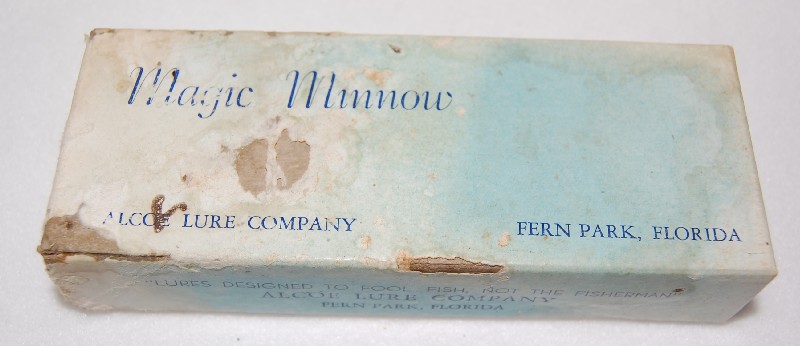 Magic Minnow
ALCOE LURE COMPANY
FERN PARK, FLORIDA
"LURES DESIGNED TO FOOL FISH, NOT THE FISHERMAN"
ALCOE LURE COMPANY
FERN PARK, FLORIDA